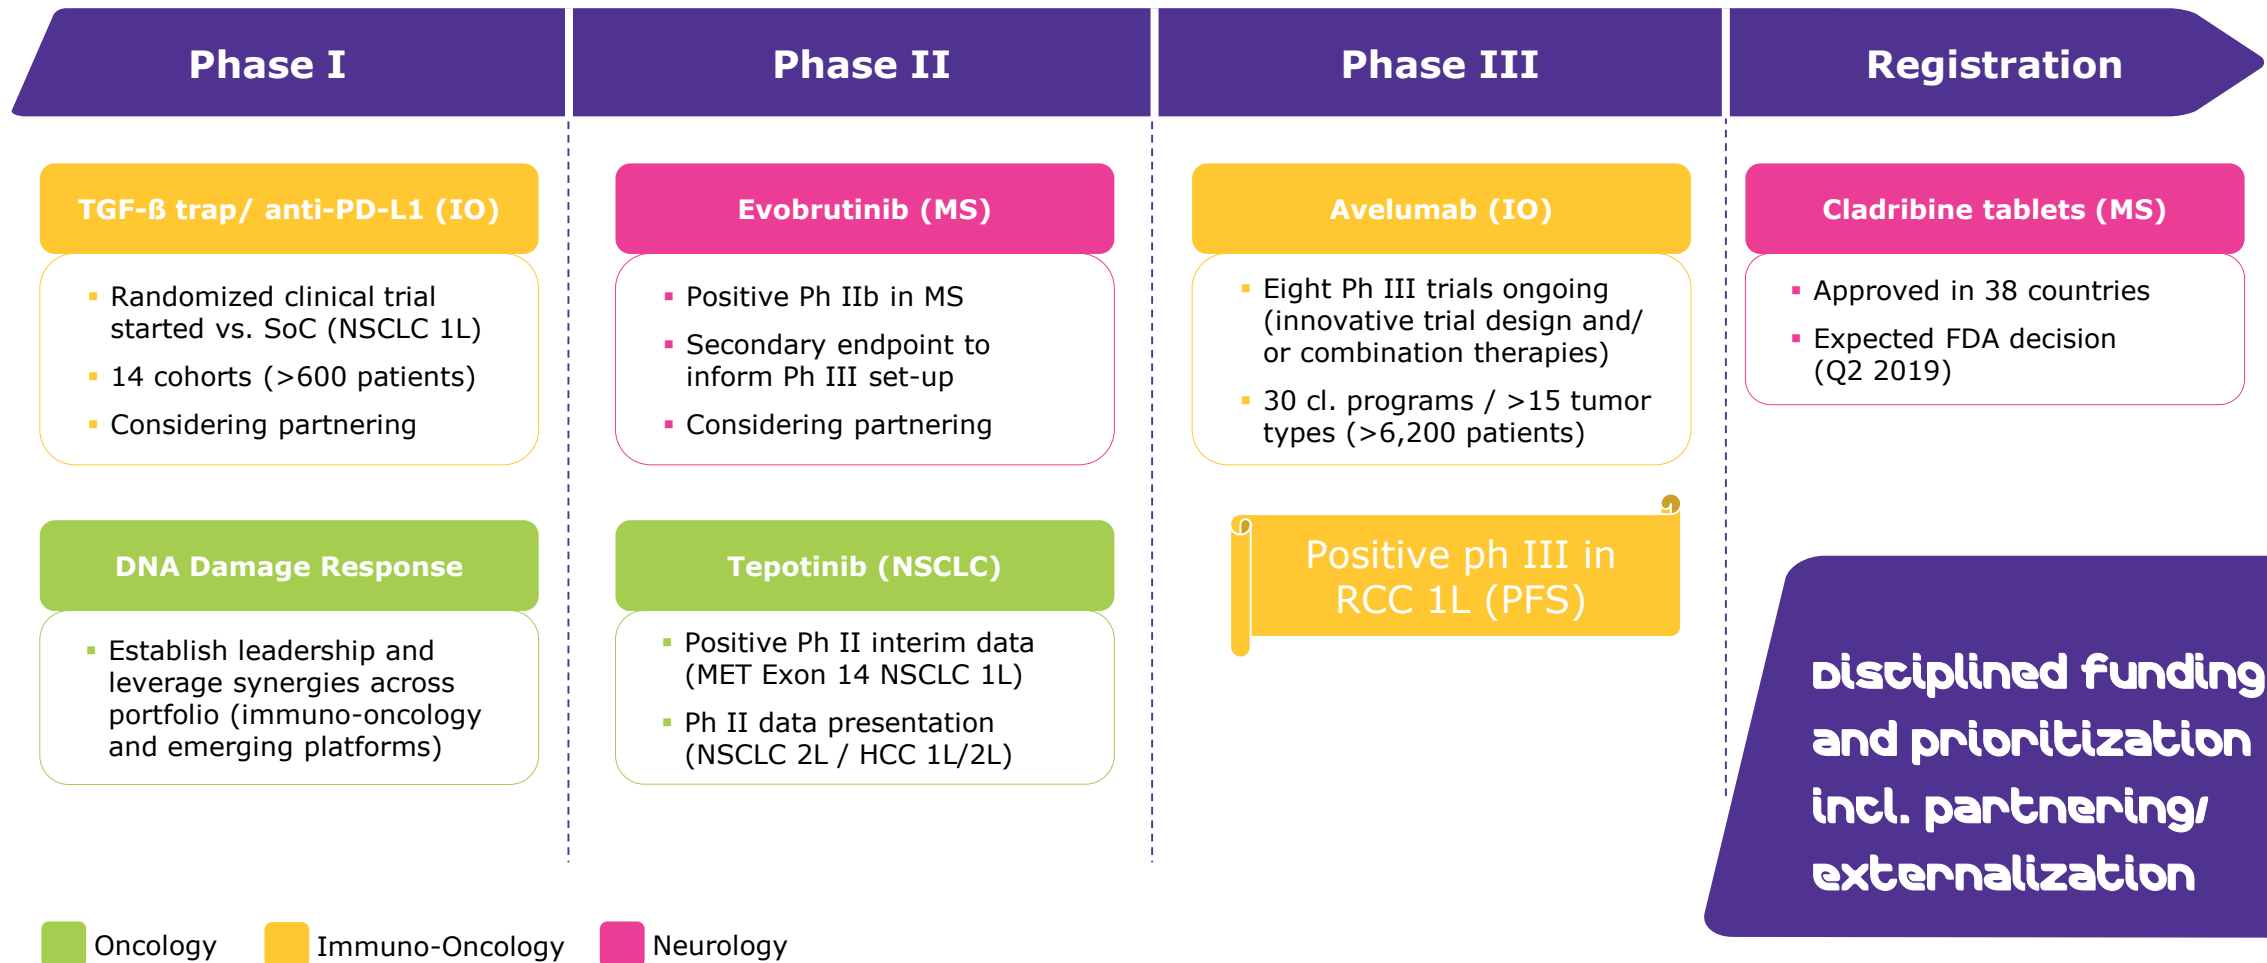 Phase I
Phase II
Phase III
Registration
TGF-ß trap/ anti-PD-L1 (IO)
▪ Randomized clinical trial
started vs. SoC (NSCLC 1L)
▪ 14 cohorts (>600 patients)
▪ Considering partnering
DNA Damage Response
▪ Establish leadership and
leverage synergies across
portfolio (immuno-oncology
and emerging platforms)
Evobrutinib (MS)
▪ Positive Ph IIb in MS
▪ Secondary endpoint to
inform Ph III set-up
▪ Considering partnering
Tepotinib (NSCLC)
▪ Positive Ph II interim data
(MET Exon 14 NSCLC 1L)
▪ Ph II data presentation
(NSCLC 2L / HCC 1L/2L)
Avelumab (IO)
▪ Eight Ph III trials ongoing
(innovative trial design and/
or combination therapies)
▪ 30 cl. programs / >15 tumor
types (>6,200 patients)
Positive ph III in
RCC 1L (PFS)
Cladribine tablets (MS)
▪ Approved in 38 countries
▪ Expected FDA decision
(Q2 2019)
Disciplined funding
and prioritization
incl. partnering/
externalization
Oncology
Immuno-Oncology
Neurology